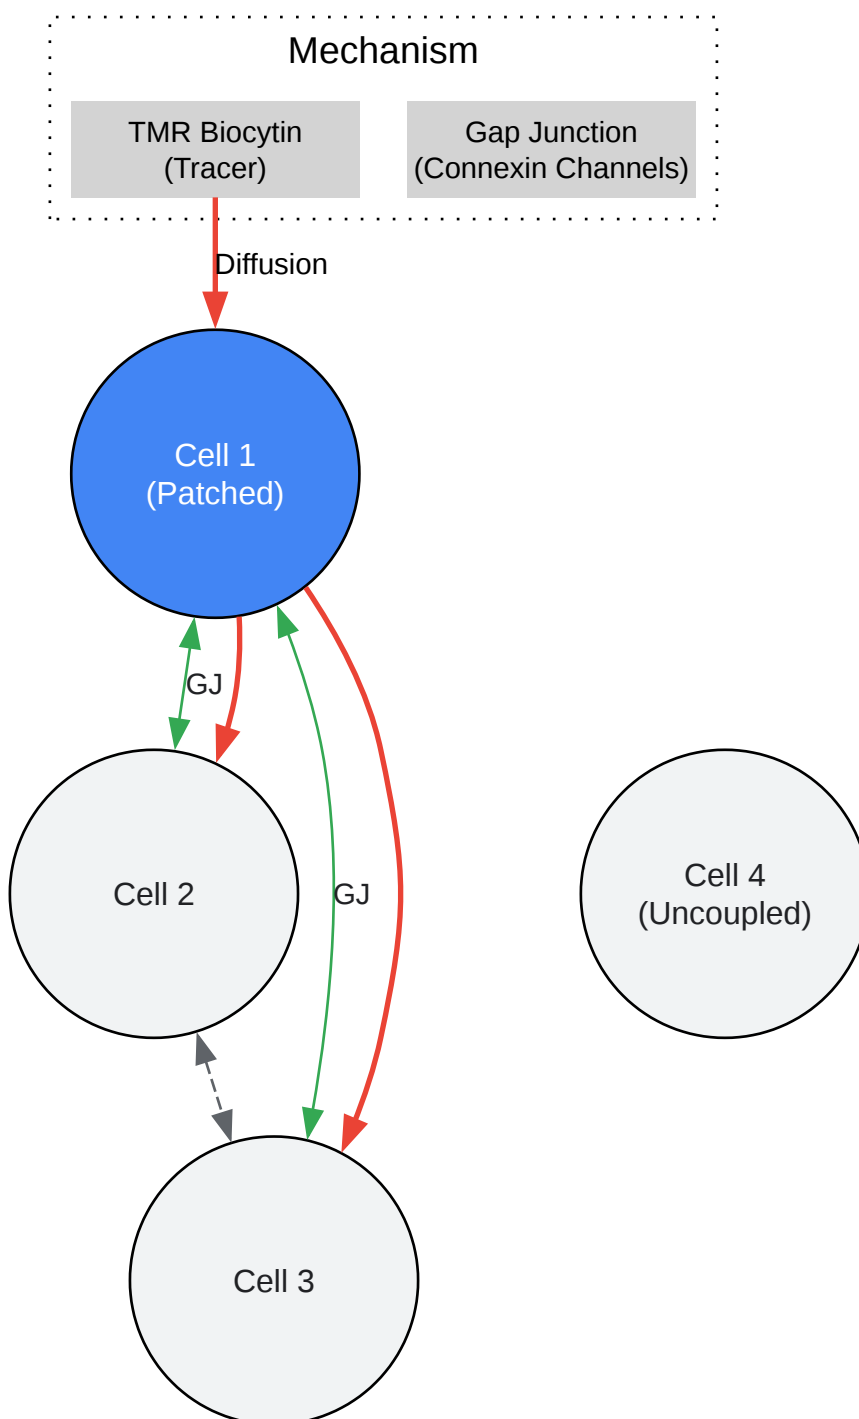 Mechanism
TMR Biocytin
(Tracer)
Gap Junction
(Connexin Channels)
Diffusion
Cell 1
(Patched)
GJ
Cell 2
GJ
Cell 4
(Uncoupled)
Cell 3